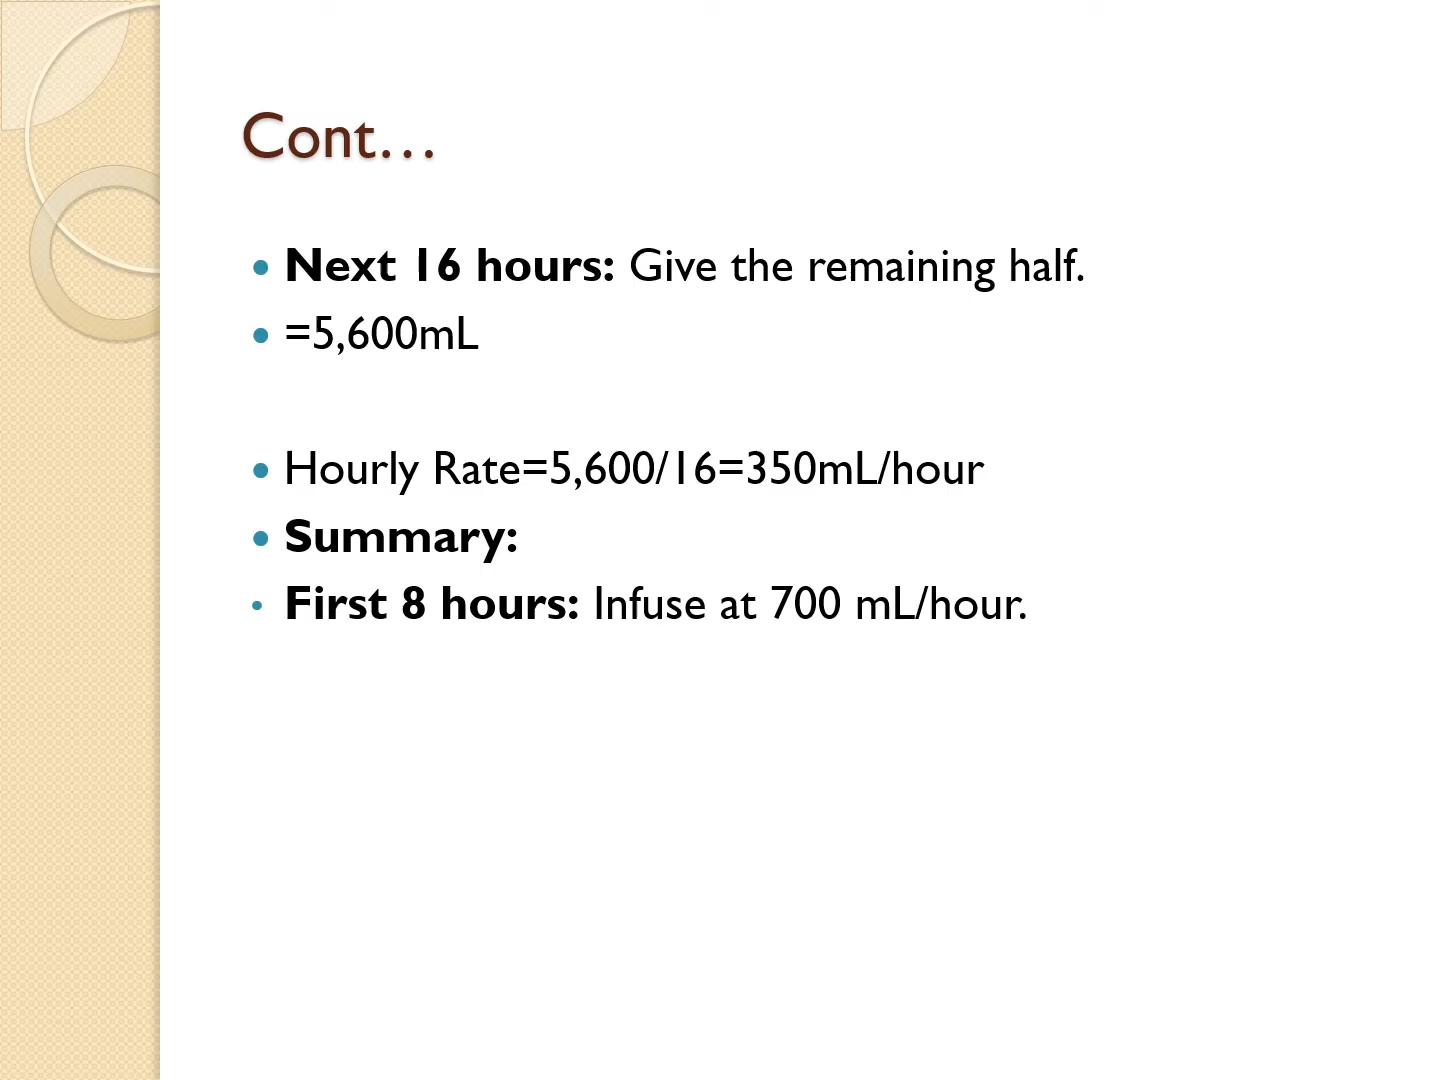 Cont…
Next 16 hours: Give the remaining half.
=5,600mL
Hourly Rate=5,600/16=350mL/hour
Summary:
First 8 hours: Infuse at 700 mL/hour.